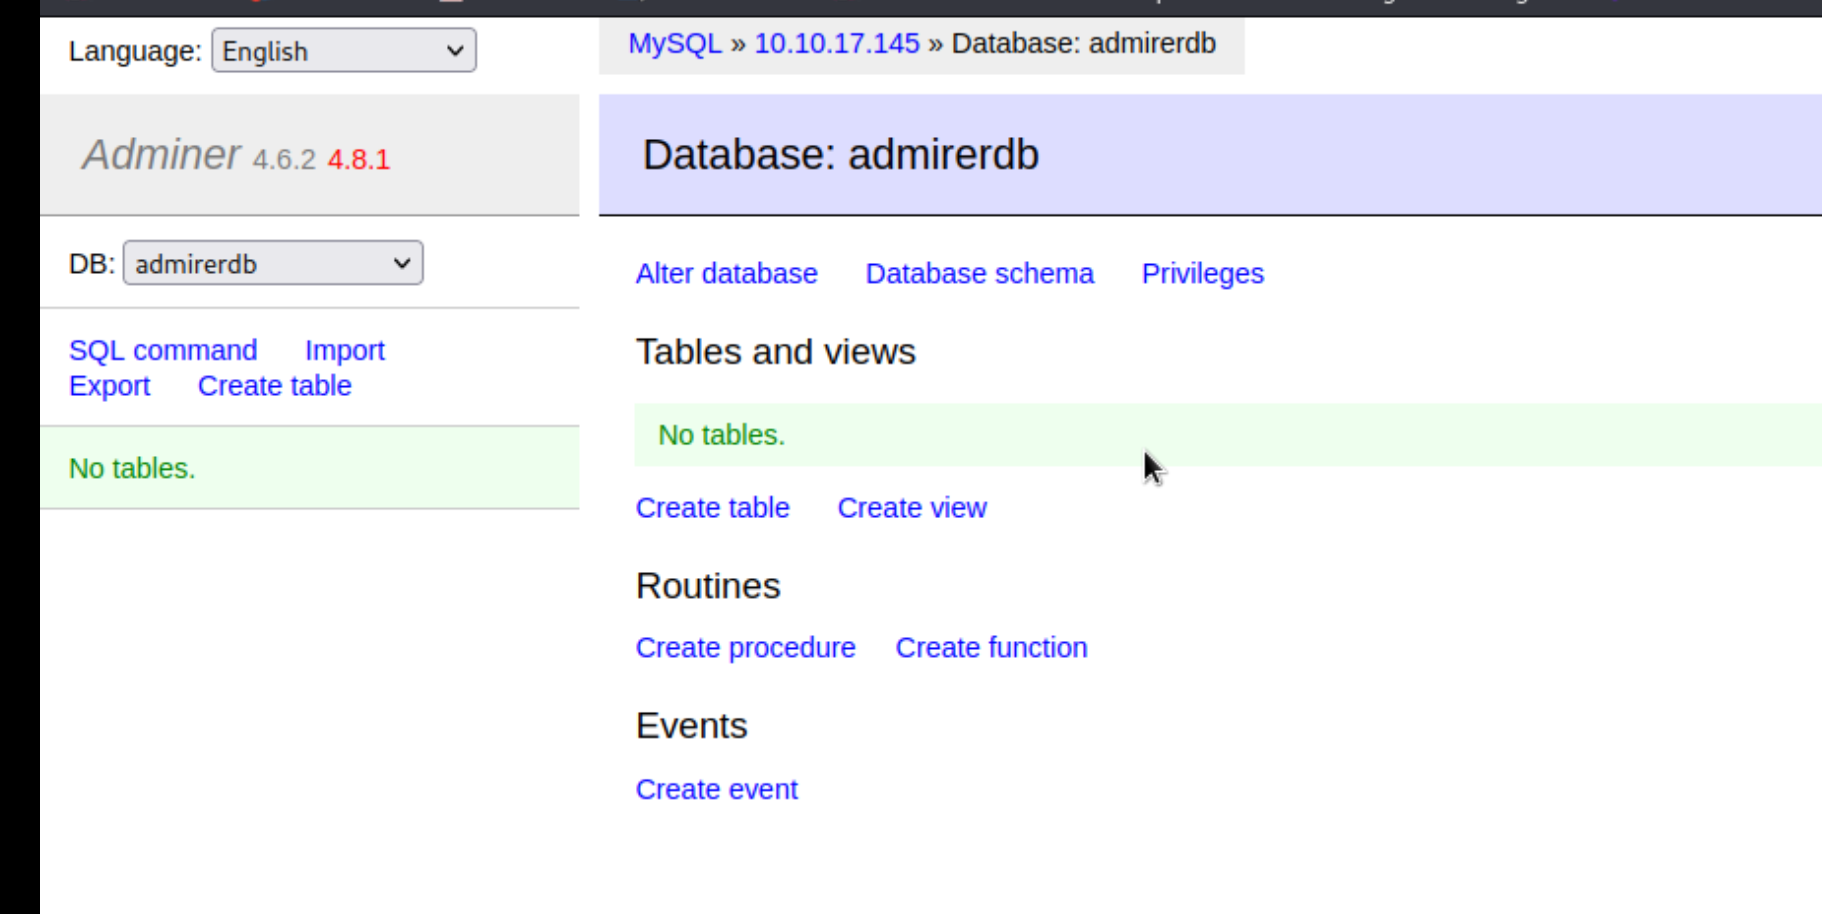 Language: English
MySQL » 10.10.17.145 » Database: admirerdb
Adminer 4.6.2 4.8.1
Database: admirerdb
DB: admirerdb
Alter database Database schema Privileges
SQL command Import
Export Create table
No tables.
Tables and views
No tables.
Create table Create view
Routines
Create procedure Create function
Events
Create event